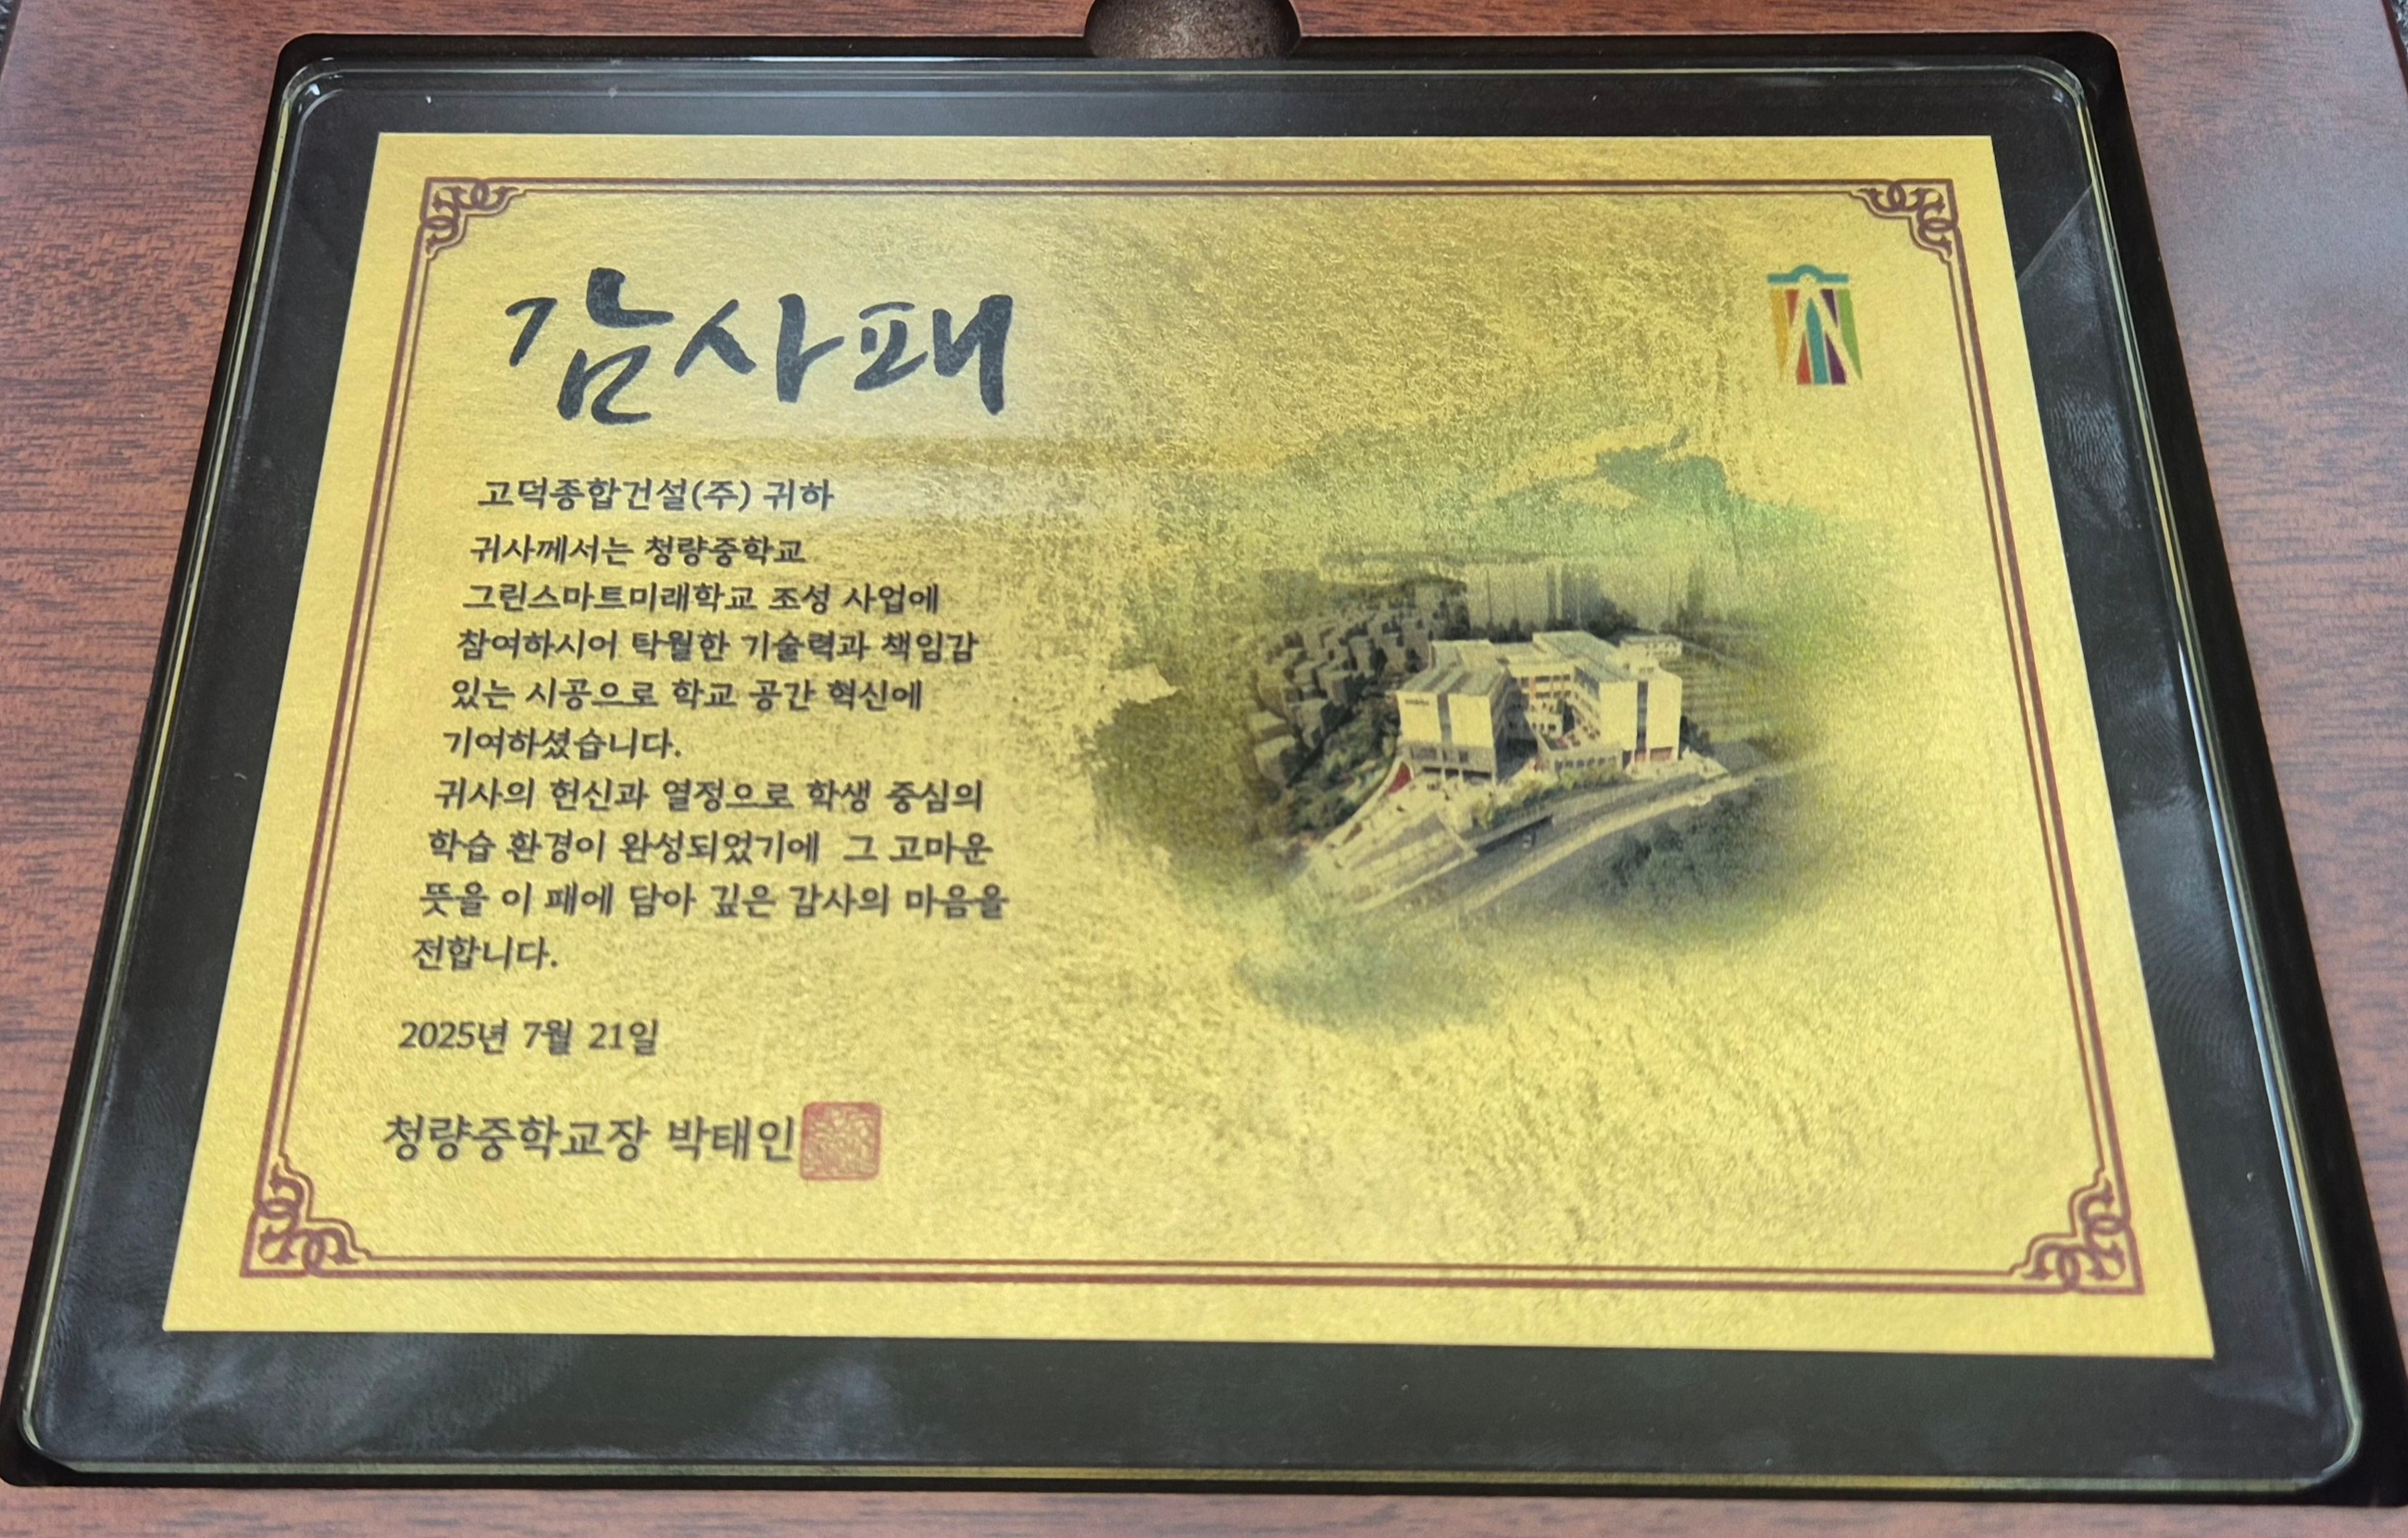 감사패
고덕종합건설(주) 귀하
귀사께서는 청량중학교
그린스마트미래학교 조성 사업에
참여하시어 탁월한 기술력과 책임감
있는 시공으로 학교 공간 혁신에
기여하셨습니다.
귀사의 헌신과 열정으로 학생 중심의
학습 환경이 완성되었기에 그 고마운
뜻을 이 패에 담아 깊은 감사의 마음을
전합니다.
2025년 7월 21일
청량중학교장 박태인